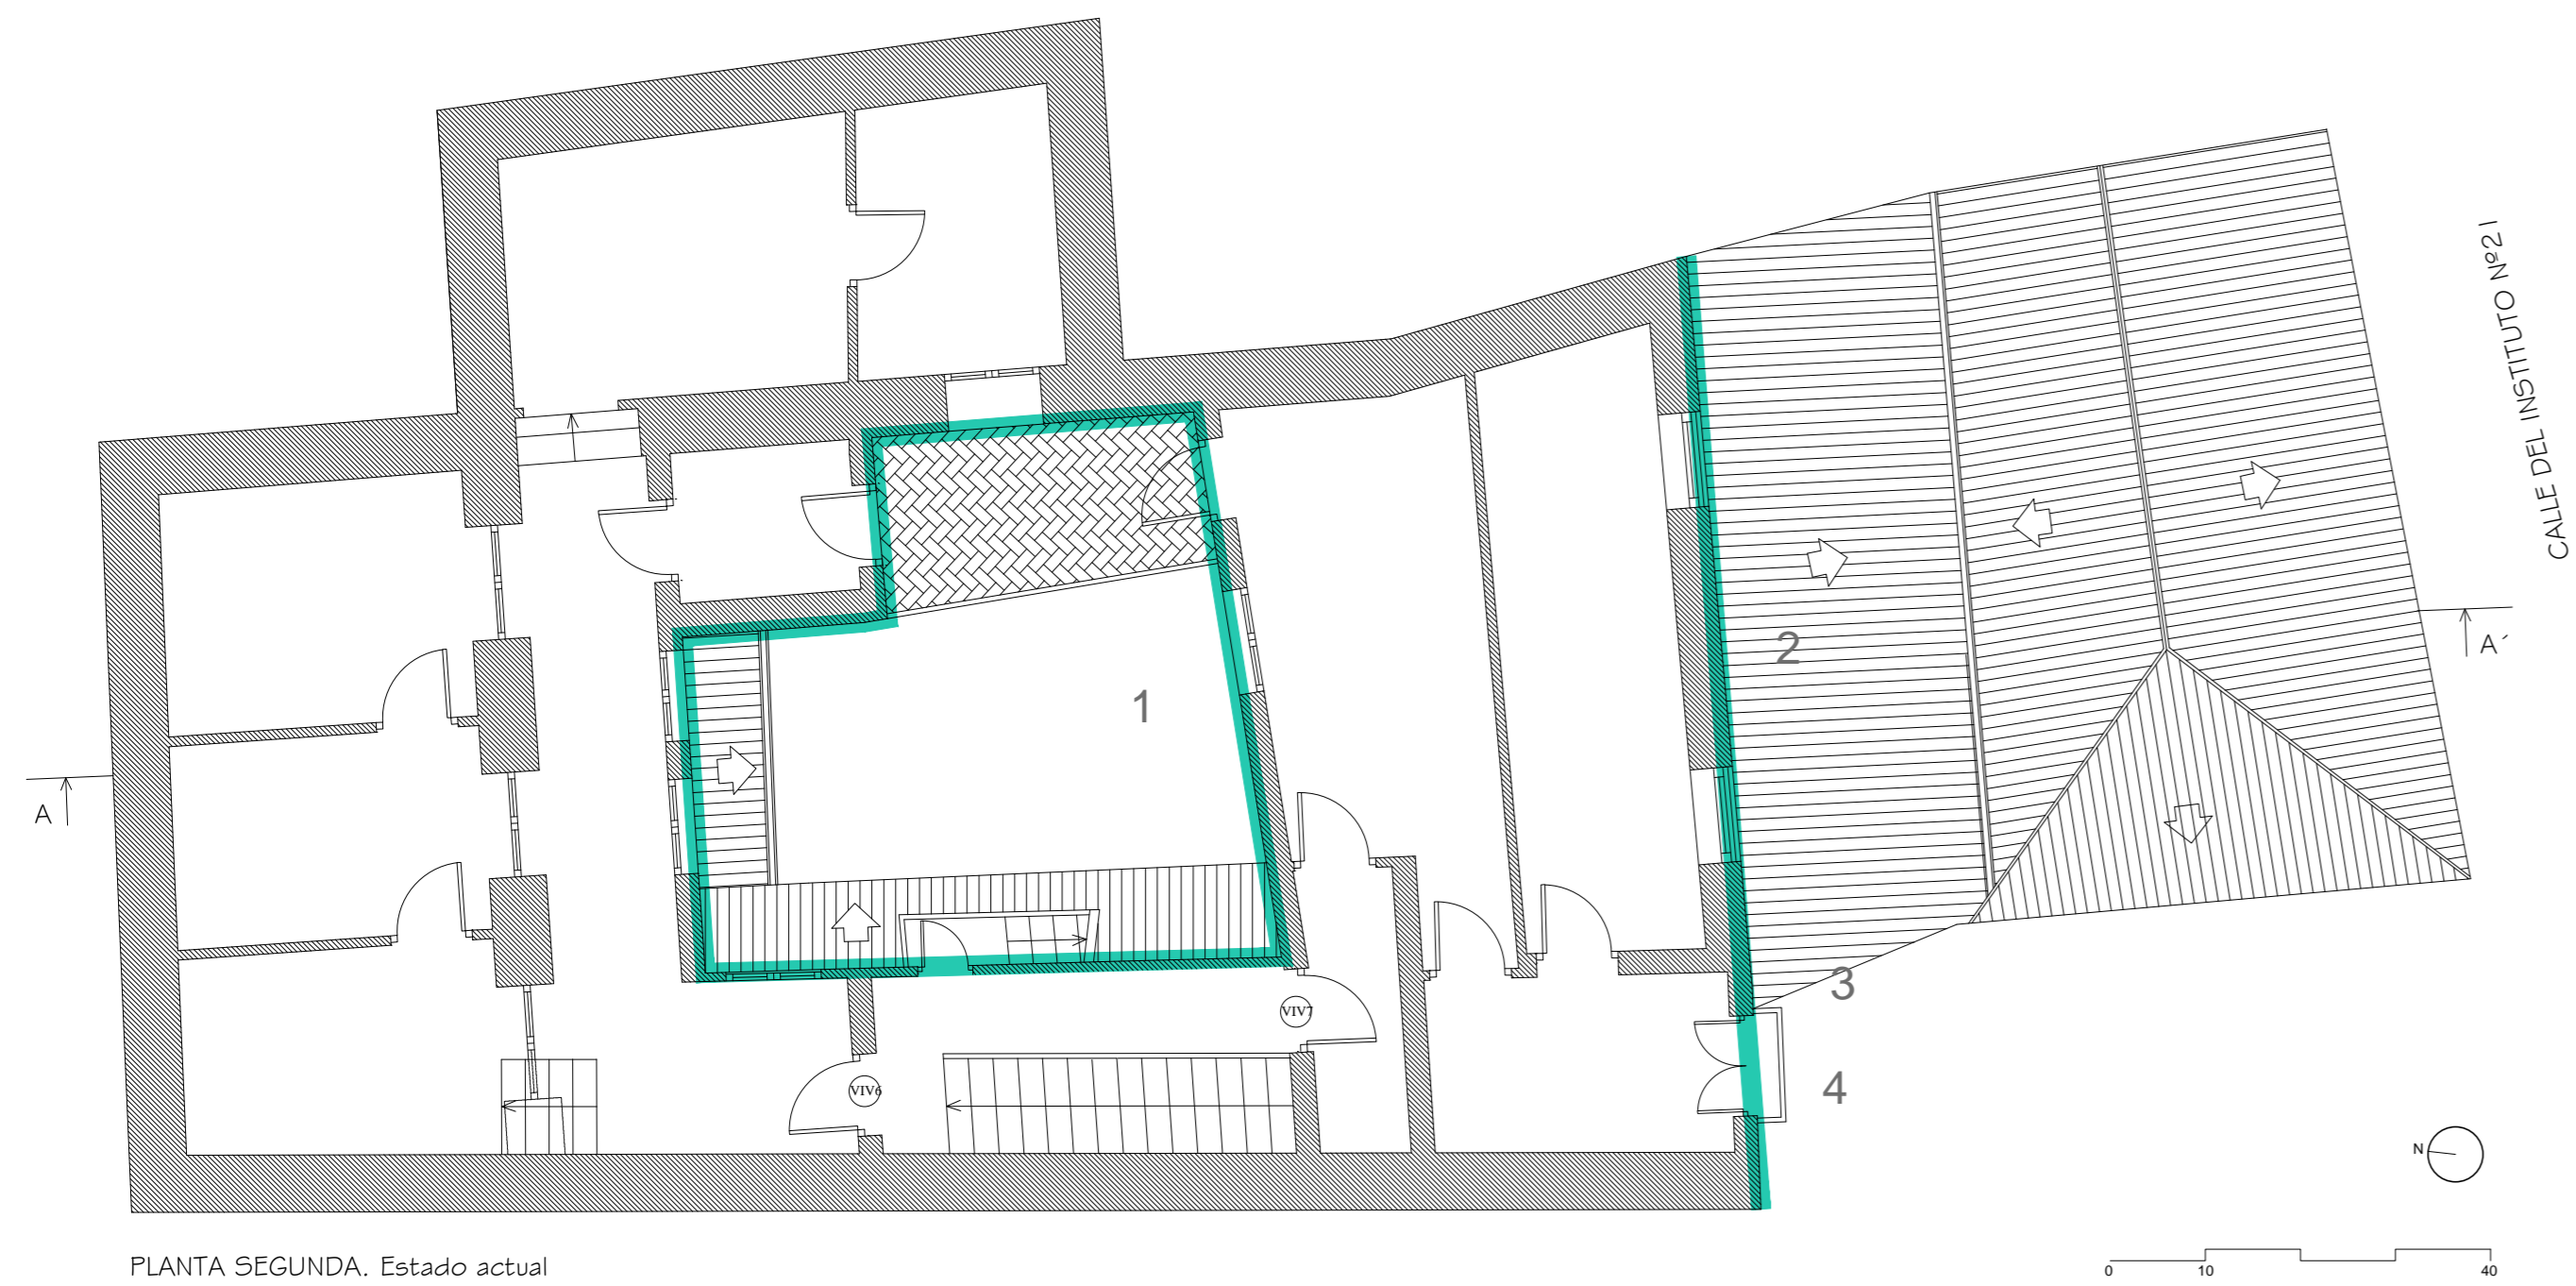 CALLE DEL INSTITUTO Nº21
1
2
A´
A
3
VIV7
VIV6
4
N
PLANTA SEGUNDA. Estado actual
0 10 40